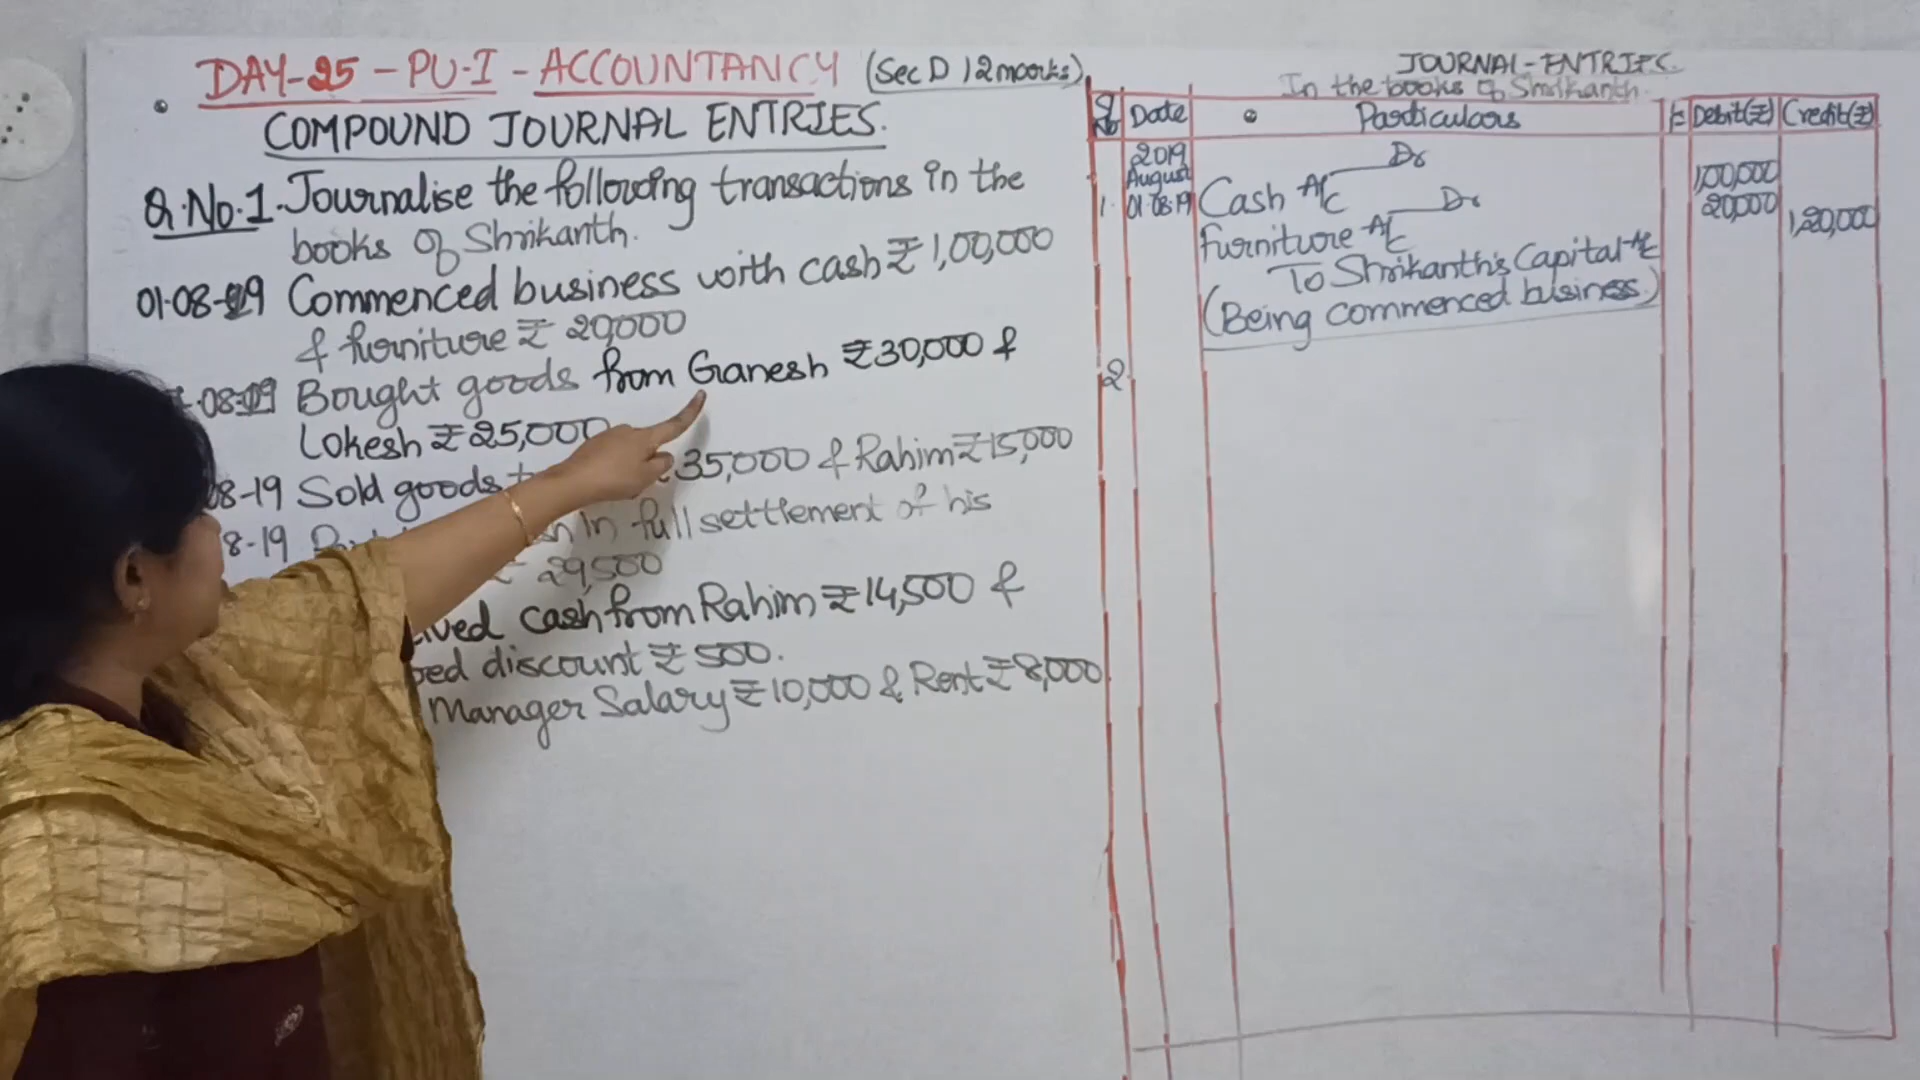 DAY-25 - PU-I - ACCOUNTANCY (Sec D 12 marks)
COMPOUND JOURNAL ENTRIES.
Q.No.1. Journalise the following transactions in the
books of Shrikanth.
01-08-19 Commenced business with cash ₹ 1,00,000
& furniture ₹ 20,000
08-19 Bought goods from Ganesh ₹30,000 &
Lokesh ₹ 25,000
08-19 Sold goods 35,000 & Rahim ₹ 15,000
8-19 in full settlement of his
29,500
cash from Rahim ₹ 14,500 &
discount ₹ 500.
Manager Salary ₹ 10,000 & Rent ₹ 8,000
JOURNAL-ENTRIES.
In the books of Shrikanth
Sl No Date Particulars Debit(₹) Credit(₹)
2019
August
1. 01-08-19 Cash A/c Dr 1,00,000
Furniture A/c Dr 20,000
To Shrikanth's Capital A/c 1,20,000
(Being commenced business.)
2.